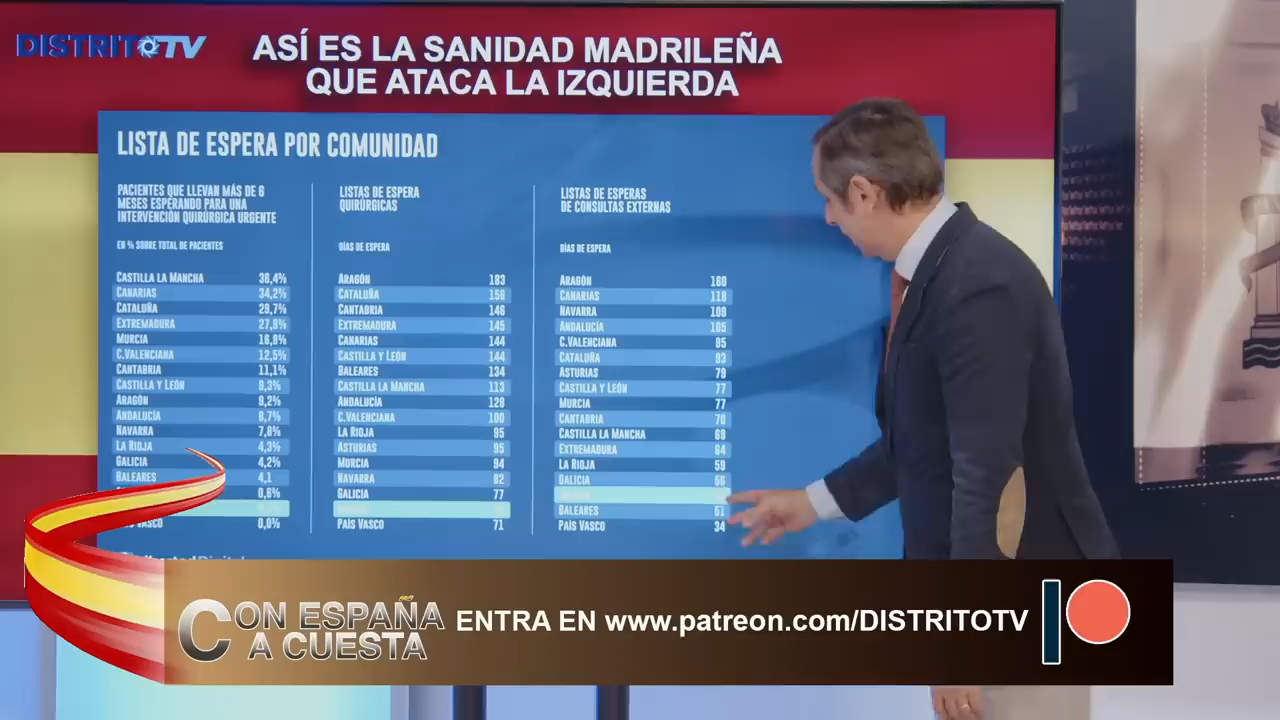 DISTRITOTV
ASÍ ES LA SANIDAD MADRILEÑA
QUE ATACA LA IZQUIERDA
LISTA DE ESPERA POR COMUNIDAD
PACIENTES QUE LLEVAN MÁS DE 6
MESES ESPERANDO PARA UNA
INTERVENCIÓN QUIRÚRGICA URGENTE
EN % SOBRE TOTAL DE PACIENTES
CASTILLA LA MANCHA 36,4%
CANARIAS 34,2%
CATALUÑA 29,7%
EXTREMADURA 27,9%
MURCIA 16,8%
C.VALENCIANA 12,5%
CANTABRIA 11,1%
CASTILLY Y LEÓN 9,3%
ARAGÓN 9,2%
ANDALUCÍA 8,7%
NAVARRA 7,8%
LA RIOJA 4,3%
GALICIA 4,2%
BALEARES 4,1
0,6%
VASCO 0,0%
LISTAS DE ESPERA
QUIRÚRGICAS
DÍAS DE ESPERA
ARAGÓN 183
CATALUÑA 156
CANTABRIA 146
EXTREMADURA 145
CANARIAS 144
CASTILLY Y LEÓN 144
BALEARES 134
CASTILLA LA MANCHA 113
ANDALUCÍA 128
C.VALENCIANA 100
LA RIOJA 95
ASTURIAS 95
MURCIA 94
NAVARRA 82
GALICIA 77
PAÍS VASCO 71
LISTAS DE ESPERAS
DE CONSULTAS EXTERNAS
DÍAS DE ESPERA
ARAGÓN 160
CANARIAS 118
NAVARRA 109
ANDALUCÍA 105
C.VALENCIANA 95
CATALUÑA 93
ASTURIAS 79
CASTILLY Y LEÓN 77
MURCIA 77
CANTABRIA 70
CASTILLA LA MANCHA 69
EXTREMADURA 64
LA RIOJA 59
GALICIA 56
BALEARES 51
PAÍS VASCO 34
CON ESPAÑA
A CUESTA
ENTRA EN www.patreon.com/DISTRITOTV